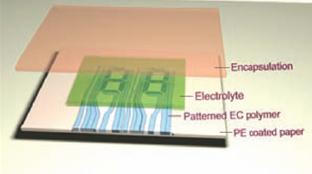 Encapsulation
Electrolyte
Patterned EC polymer
PE coated paper